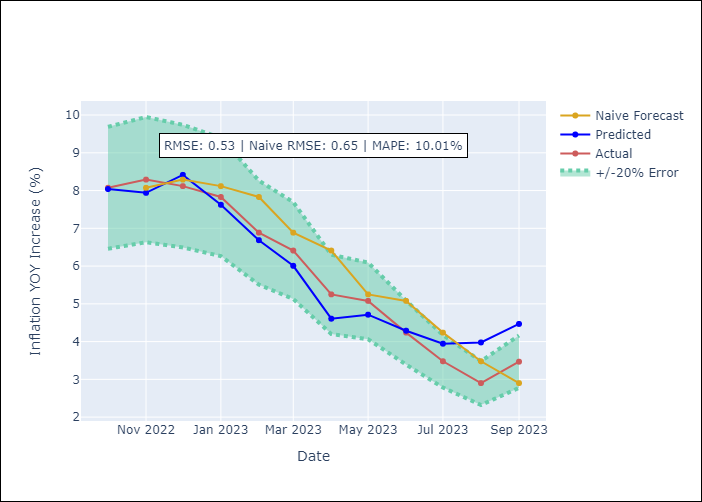 10
9
8
7
6
5
4
3
2
Inflation YOY Increase (%)
RMSE: 0.53 | Naive RMSE: 0.65 | MAPE: 10.01%
Naive Forecast
Predicted
Actual
+/-20% Error
Nov 2022 Jan 2023 Mar 2023 May 2023 Jul 2023 Sep 2023
Date